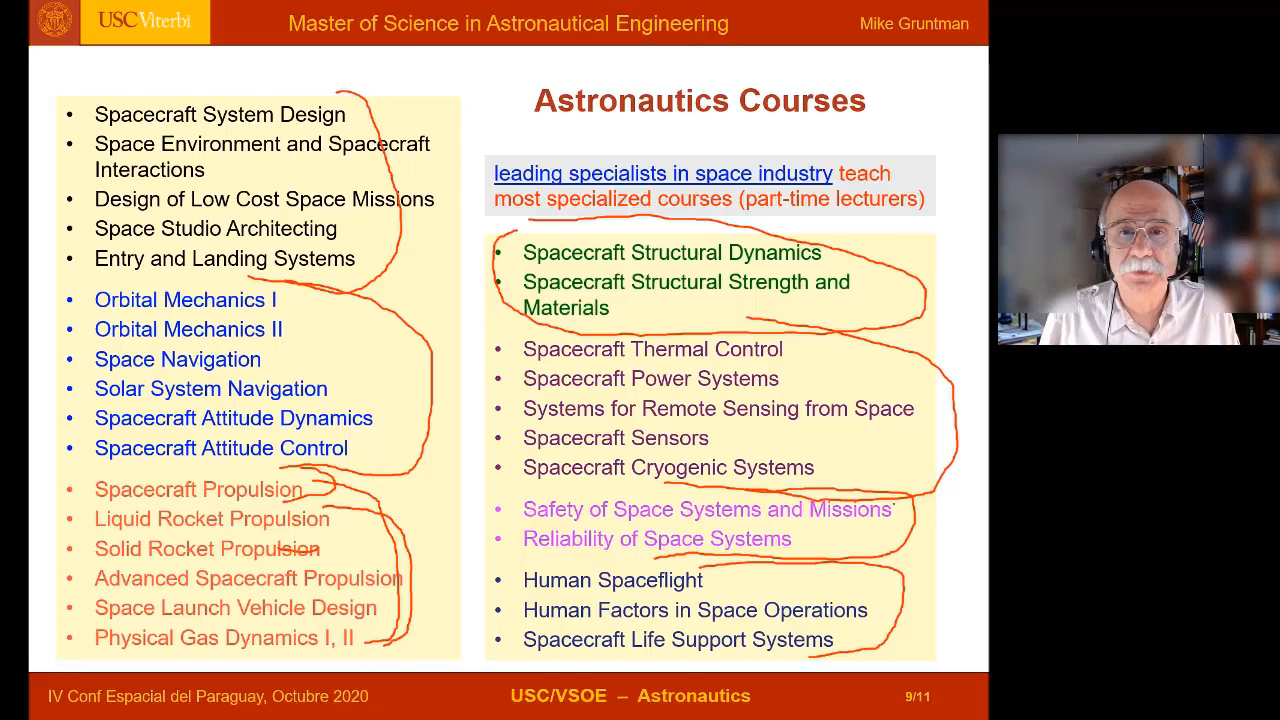 USC Viterbi
Master of Science in Astronautical Engineering
Mike Gruntman
• Spacecraft System Design
• Space Environment and Spacecraft
Interactions
• Design of Low Cost Space Missions
• Space Studio Architecting
• Entry and Landing Systems
• Orbital Mechanics I
• Orbital Mechanics II
• Space Navigation
• Solar System Navigation
• Spacecraft Attitude Dynamics
• Spacecraft Attitude Control
• Spacecraft Propulsion
• Liquid Rocket Propulsion
• Solid Rocket Propulsion
• Advanced Spacecraft Propulsion
• Space Launch Vehicle Design
• Physical Gas Dynamics I, II
Astronautics Courses
leading specialists in space industry teach
most specialized courses (part-time lecturers)
• Spacecraft Structural Dynamics
• Spacecraft Structural Strength and
Materials
• Spacecraft Thermal Control
• Spacecraft Power Systems
• Systems for Remote Sensing from Space
• Spacecraft Sensors
• Spacecraft Cryogenic Systems
• Safety of Space Systems and Missions
• Reliability of Space Systems
• Human Spaceflight
• Human Factors in Space Operations
• Spacecraft Life Support Systems
IV Conf Espacial del Paraguay, Octubre 2020
USC/VSOE – Astronautics
9/11